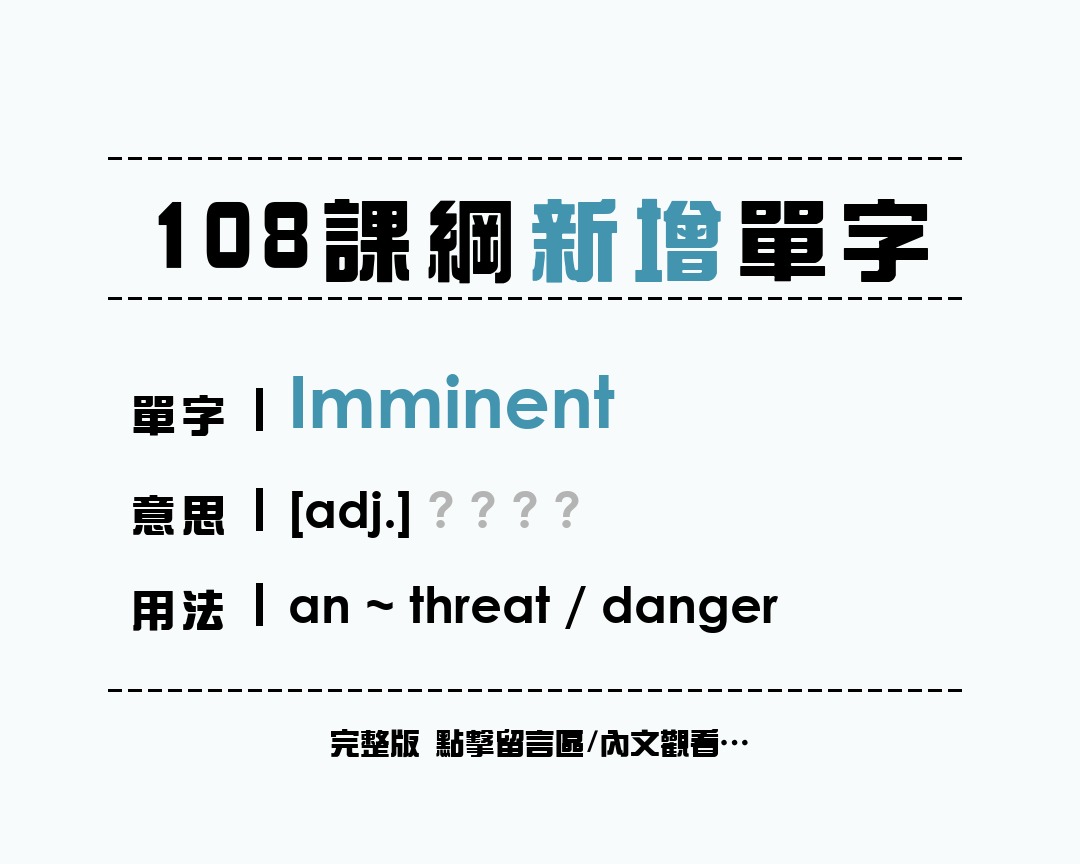 108課綱新增單字
單字 | Imminent
意思 | [adj.] ????
用法 | an ~ threat / danger
完整版 點擊留言區/內文觀看…